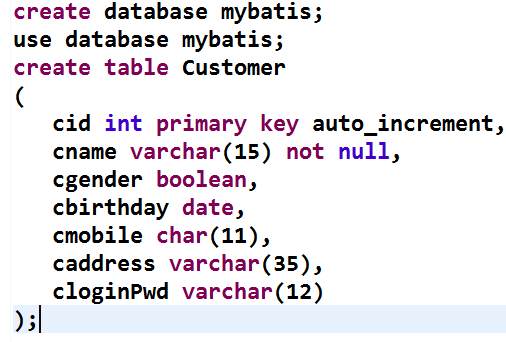 create database mybatis;
use database mybatis;
create table Customer
(
cid int primary key auto_increment,
cname varchar(15) not null,
cgender boolean,
cbirthday date,
cmobile char(11),
caddress varchar(35),
cloginPwd varchar(12)
);